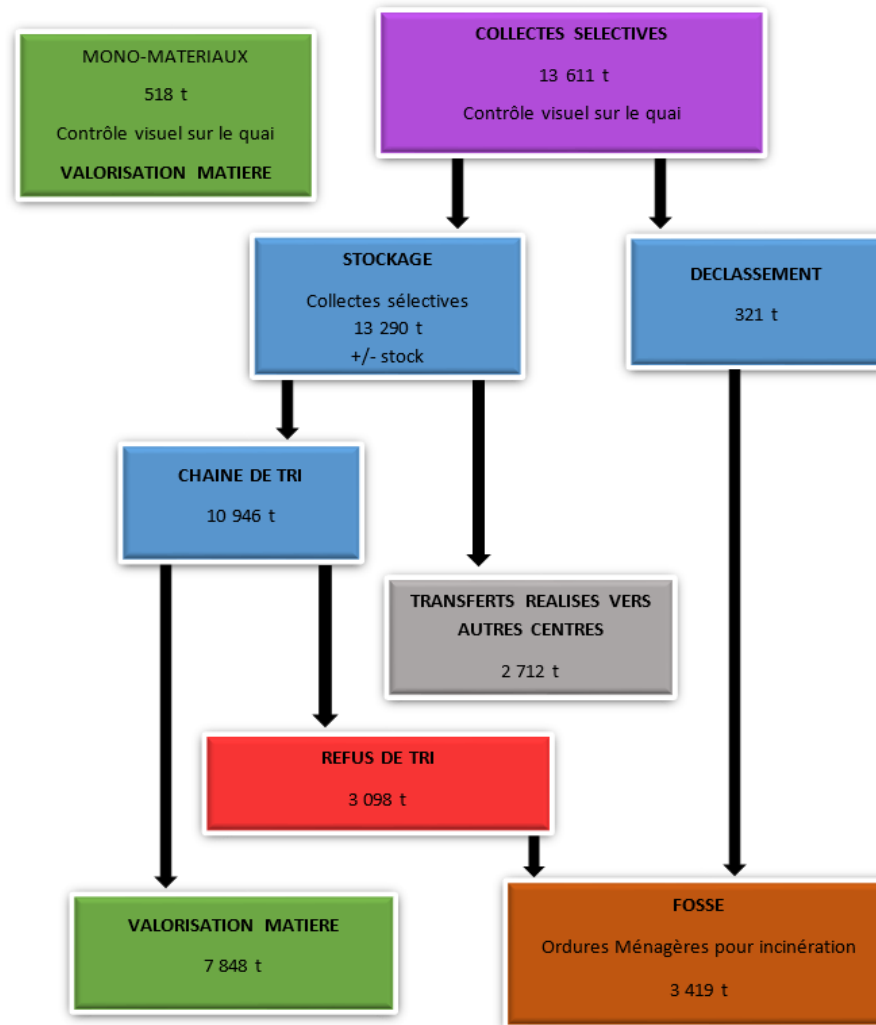 MONO-MATERIAUX
518 t
Contrôle visuel sur le quai
VALORISATION MATIERE
COLLECTES SELECTIVES
13 611 t
Contrôle visuel sur le quai
STOCKAGE
Collectes sélectives
13 290 t
+/- stock
DECLASSEMENT
321 t
CHAINE DE TRI
10 946 t
TRANSFERTS REALISES VERS
AUTRES CENTRES
2 712 t
REFUS DE TRI
3 098 t
VALORISATION MATIERE
7 848 t
FOSSE
Ordures Ménagères pour incinération
3 419 t